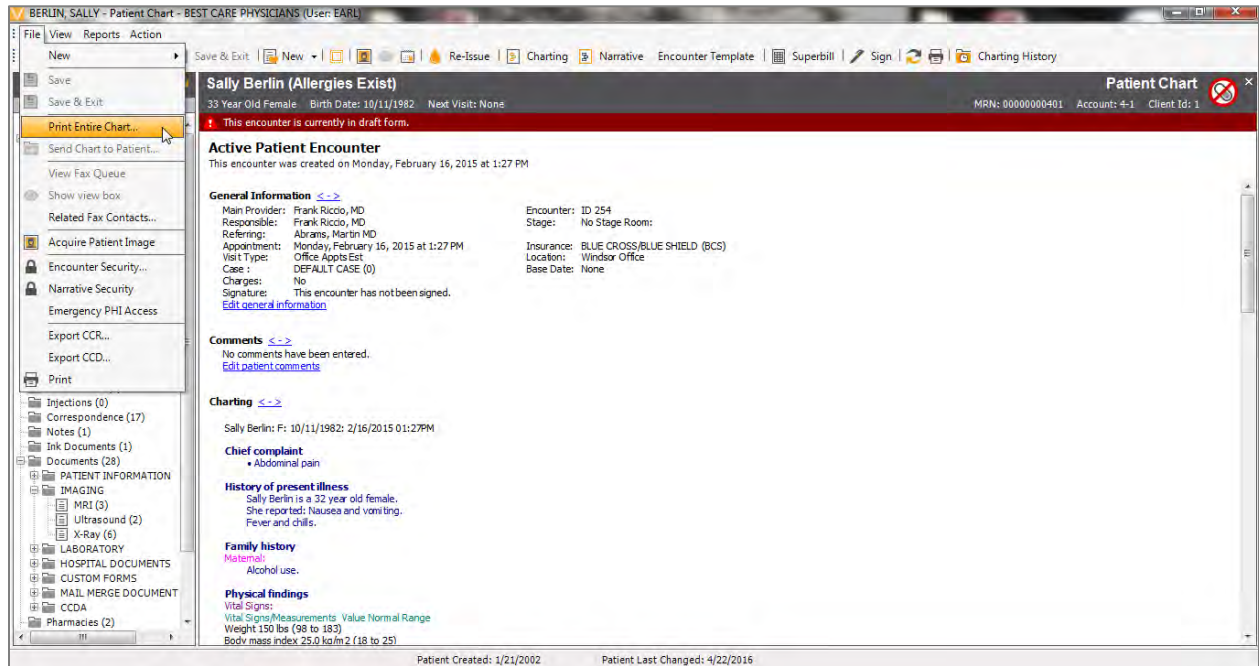 BERLIN, SALLY - Patient Chart - BEST CARE PHYSICIANS (User: EARL)
File View Reports Action
Save & Exit New Re-Issue Charting Narrative Encounter Template Superbill Sign Charting History
New
Save
Save & Exit
Print Entire Chart...
Send Chart to Patient...
View Fax Queue
Show view box
Related Fax Contacts...
Acquire Patient Image
Encounter Security...
Narrative Security
Emergency PHI Access
Export CCR...
Export CCD...
Print
Injections (0)
Correspondence (17)
Notes (1)
Ink Documents (1)
Documents (28)
PATIENT INFORMATION
IMAGING
MRI (3)
Ultrasound (2)
X-Ray (6)
LABORATORY
HOSPITAL DOCUMENTS
CUSTOM FORMS
MAIL MERGE DOCUMENT
CCDA
Pharmacies (2)
Sally Berlin (Allergies Exist) Patient Chart
33 Year Old Female Birth Date: 10/11/1982 Next Visit: None MRN: 00000000401 Account: 4-1 Client Id: 1
This encounter is currently in draft form.
Active Patient Encounter
This encounter was created on Monday, February 16, 2015 at 1:27 PM
General Information < - >
Main Provider: Frank Riccio, MD Encounter: ID 254
Responsible: Frank Riccio, MD Stage: No Stage Room:
Referring: Abrams, Martin MD
Appointment: Monday, February 16, 2015 at 1:27 PM Insurance: BLUE CROSS/BLUE SHIELD (BCS)
Visit Type: Office Appts Est Location: Windsor Office
Case : DEFAULT CASE (0) Base Date: None
Charges: No
Signature: This encounter has not been signed.
Edit general information
Comments < - >
No comments have been entered.
Edit patient comments
Charting < - >
Sally Berlin: F: 10/11/1982: 2/16/2015 01:27PM
Chief complaint
• Abdominal pain
History of present illness
Sally Berlin is a 32 year old female.
She reported: Nausea and vomiting.
Fever and chills.
Family history
Maternal:
Alcohol use.
Physical findings
Vital Signs:
Vital Signs/Measurements Value Normal Range
Weight 150 lbs (98 to 183)
Body mass index 25.0 kg/m2 (18 to 25)
Patient Created: 1/21/2002 Patient Last Changed: 4/22/2016